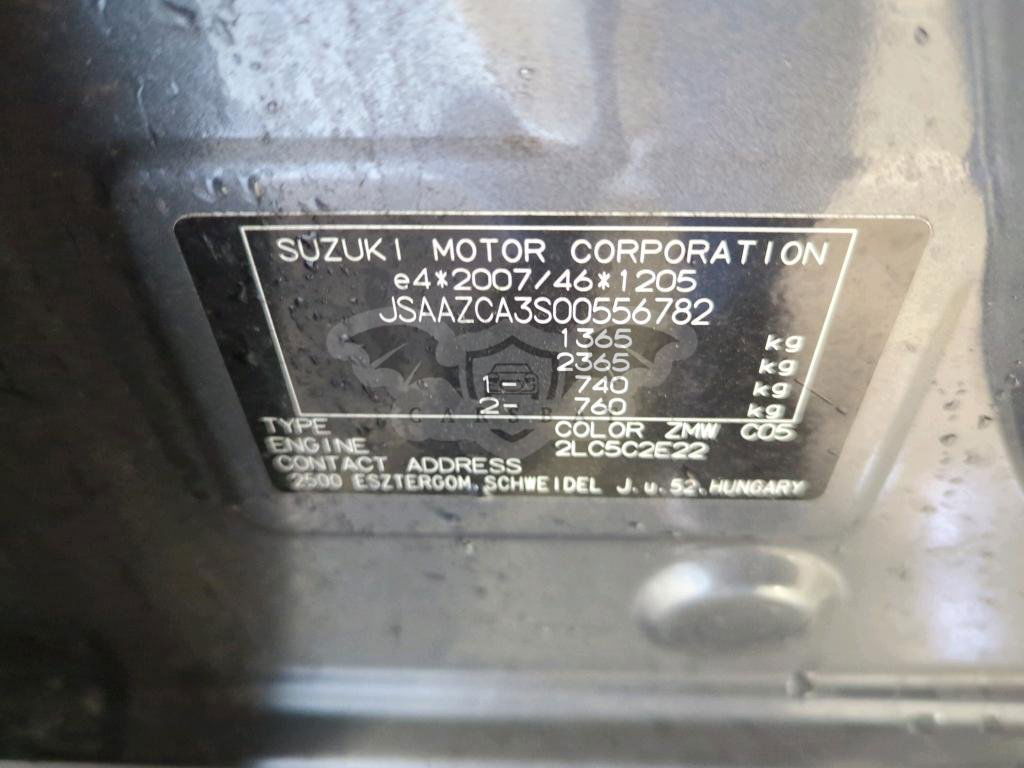 SUZUKI MOTOR CORPORATION
e4*2007/46*1205
JSAAZCA3S00556782
1365 kg
2365 kg
1- 740 kg
2- 760 kg
TYPE COLOR ZMW C05
ENGINE 2LC5C2E22
CONTACT ADDRESS
2500 ESZTERGOM, SCHWEIDEL J. u. 52. HUNGARY